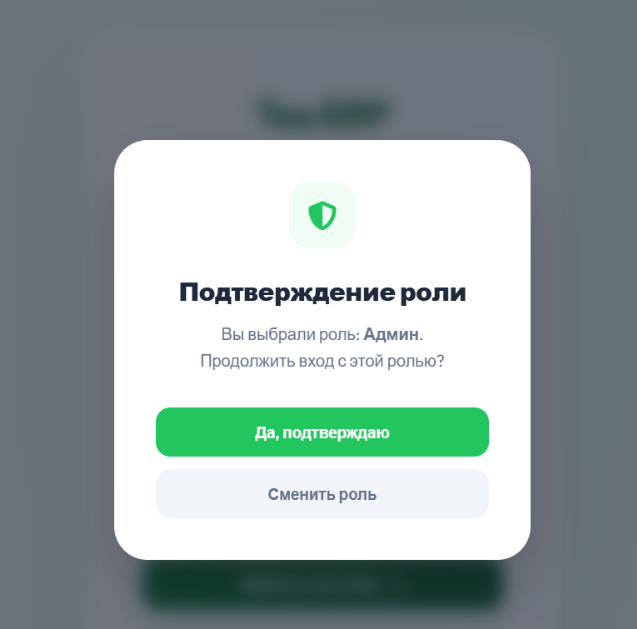 Подтверждение роли
Вы выбрали роль: Админ.
Продолжить вход с этой ролью?
Да, подтверждаю
Сменить роль